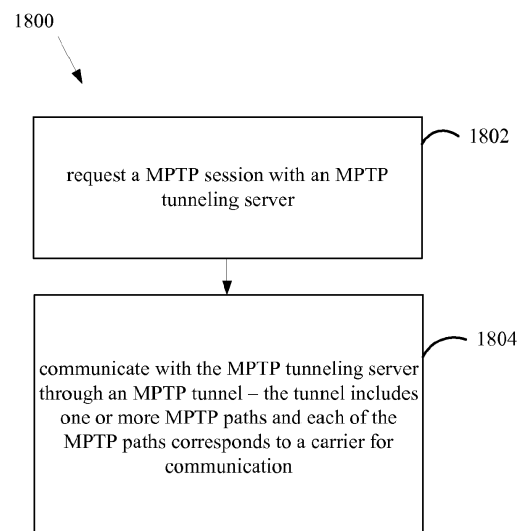 1800
1802
request a MPTP session with an MPTP
tunneling server
1804
communicate with the MPTP tunneling server
through an MPTP tunnel – the tunnel includes
one or more MPTP paths and each of the
MPTP paths corresponds to a carrier for
communication